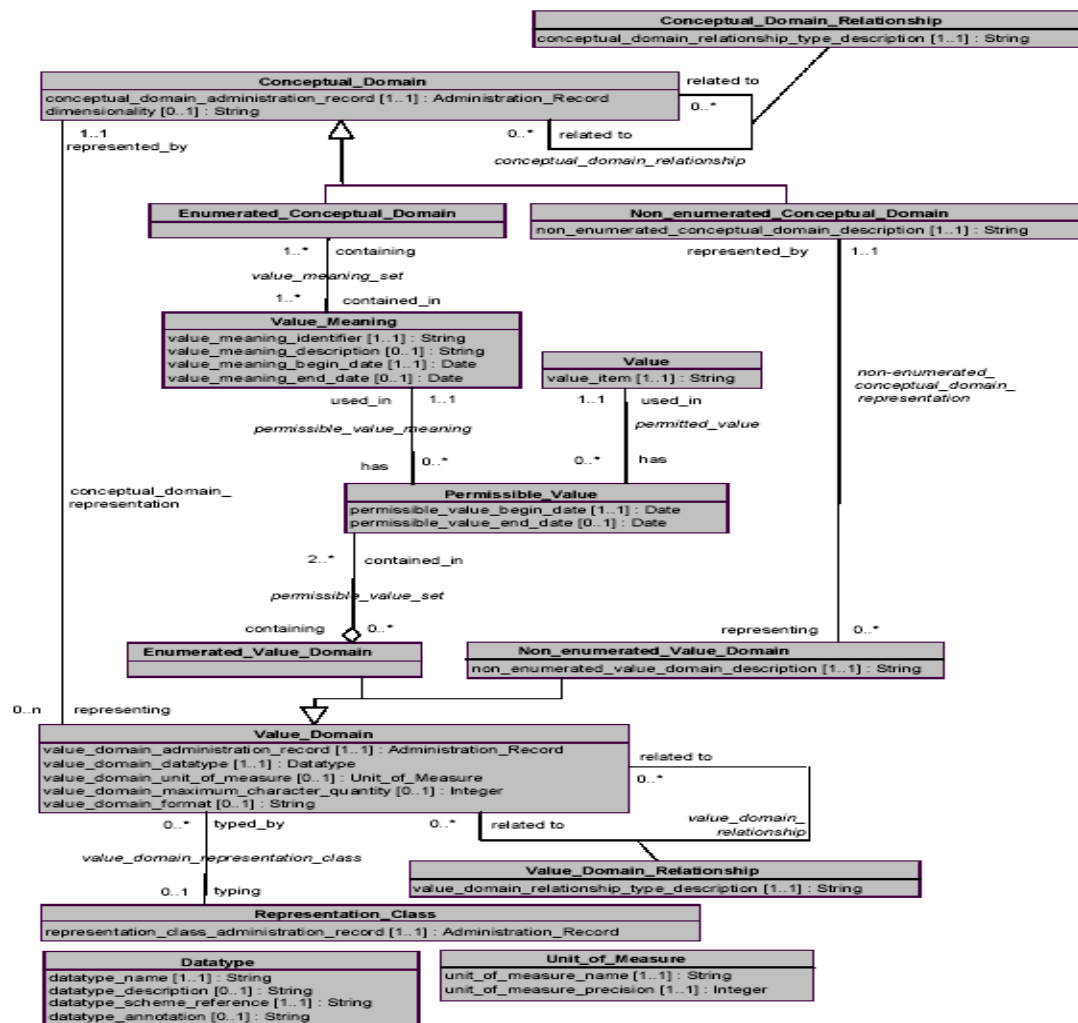 Conceptual_Domain_Relationship
conceptual_domain_relationship_type_description [1..1] : String
Conceptual_Domain
conceptual_domain_administration_record [1..1] : Administration_Record
dimensionality [0..1] : String
related to
0..*
0..*
related to
conceptual_domain_relationship
1..1
represented_by
Enumerated_Conceptual_Domain
Non_enumerated_Conceptual_Domain
non_enumerated_conceptual_domain_description [1..1] : String
1..*
containing
value_meaning_set
1..*
contained_in
represented_by
1..1
Value_Meaning
value_meaning_identifier [1..1] : String
value_meaning_description [0..1] : String
value_meaning_begin_date [1..1] : Date
value_meaning_end_date [0..1] : Date
Value
value_item [1..1] : String
non-enumerated_
conceptual_domain_
representation
used_in
1..1
1..1
used_in
permissible_value_meaning
permitted_value
has
0..*
0..*
has
conceptual_domain_
representation
Permissible_Value
permissible_value_begin_date [1..1] : Date
permissible_value_end_date [0..1] : Date
2..*
contained_in
permissible_value_set
containing
0..*
representing
0..*
Enumerated_Value_Domain
Non_enumerated_Value_Domain
non_enumerated_value_domain_description [1..1] : String
0..n
representing
Value_Domain
value_domain_administration_record [1..1] : Administration_Record
value_domain_datatype [1..1] : Datatype
value_domain_unit_of_measure [0..1] : Unit_of_Measure
value_domain_maximum_character_quantity [0..1] : Integer
value_domain_format [0..1] : String
related to
0..*
0..*
typed_by
0..*
related to
value_domain_
relationship
value_domain_representation_class
0..1
typing
Value_Domain_Relationship
value_domain_relationship_type_description [1..1] : String
Representation_Class
representation_class_administration_record [1..1] : Administration_Record
Datatype
datatype_name [1..1] : String
datatype_description [0..1] : String
datatype_scheme_reference [1..1] : String
datatype_annotation [0..1] : String
Unit_of_Measure
unit_of_measure_name [1..1] : String
unit_of_measure_precision [1..1] : Integer